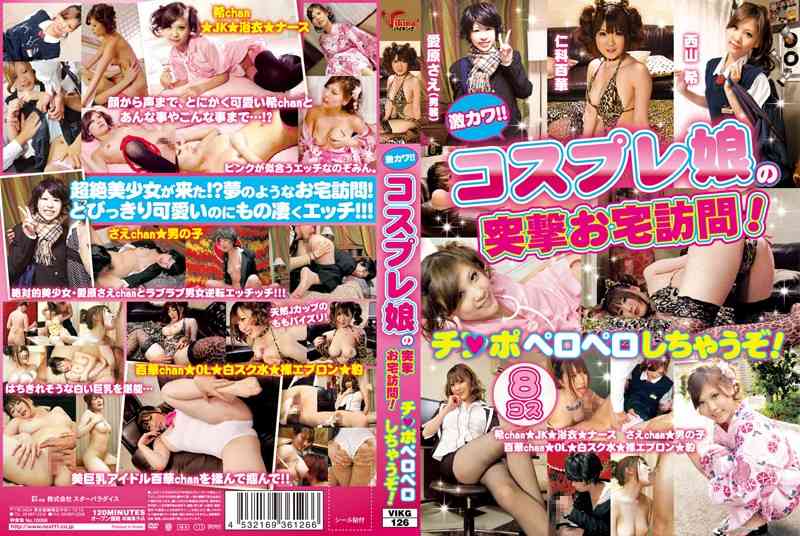 希chan
★JK★浴衣★ナース
顔から声まで、とにかく可愛い希chanと
あんな事やこんな事まで…!?
ピンクが似合うエッチなのぞみん。
超絶美少女が来た!?夢のようなお宅訪問!
とびっきり可愛いのにもの凄くエッチ!!!
さえchan★男の子
絶対的美少女・愛原さえchanとラブラブ男女逆転エッチッチ!!!
天然Jカップの
ももパイズリ!
百華chan★OL★白スク水★裸エプロン★豹
はちきれそうな白い巨乳を堪能…
美巨乳アイドル百華chanを揉んで掴んで!!
株式会社 スターパラダイス
120MINUTES
4 532169 361266
シール貼付
激カワ!!
コスプレ娘の
突撃
お宅訪問!
チ♥ポペロペロ
しちゃうぞ!
VIKG
126
愛原さえ(男装)
仁科百華
西山希
激カワ!!
コスプレ娘の
突撃お宅訪問!
チ♥ポペロペロしちゃうぞ!
8コス
希chan★JK★浴衣★ナース さえchan★男の子
百華chan★OL★白スク水★裸エプロン★豹